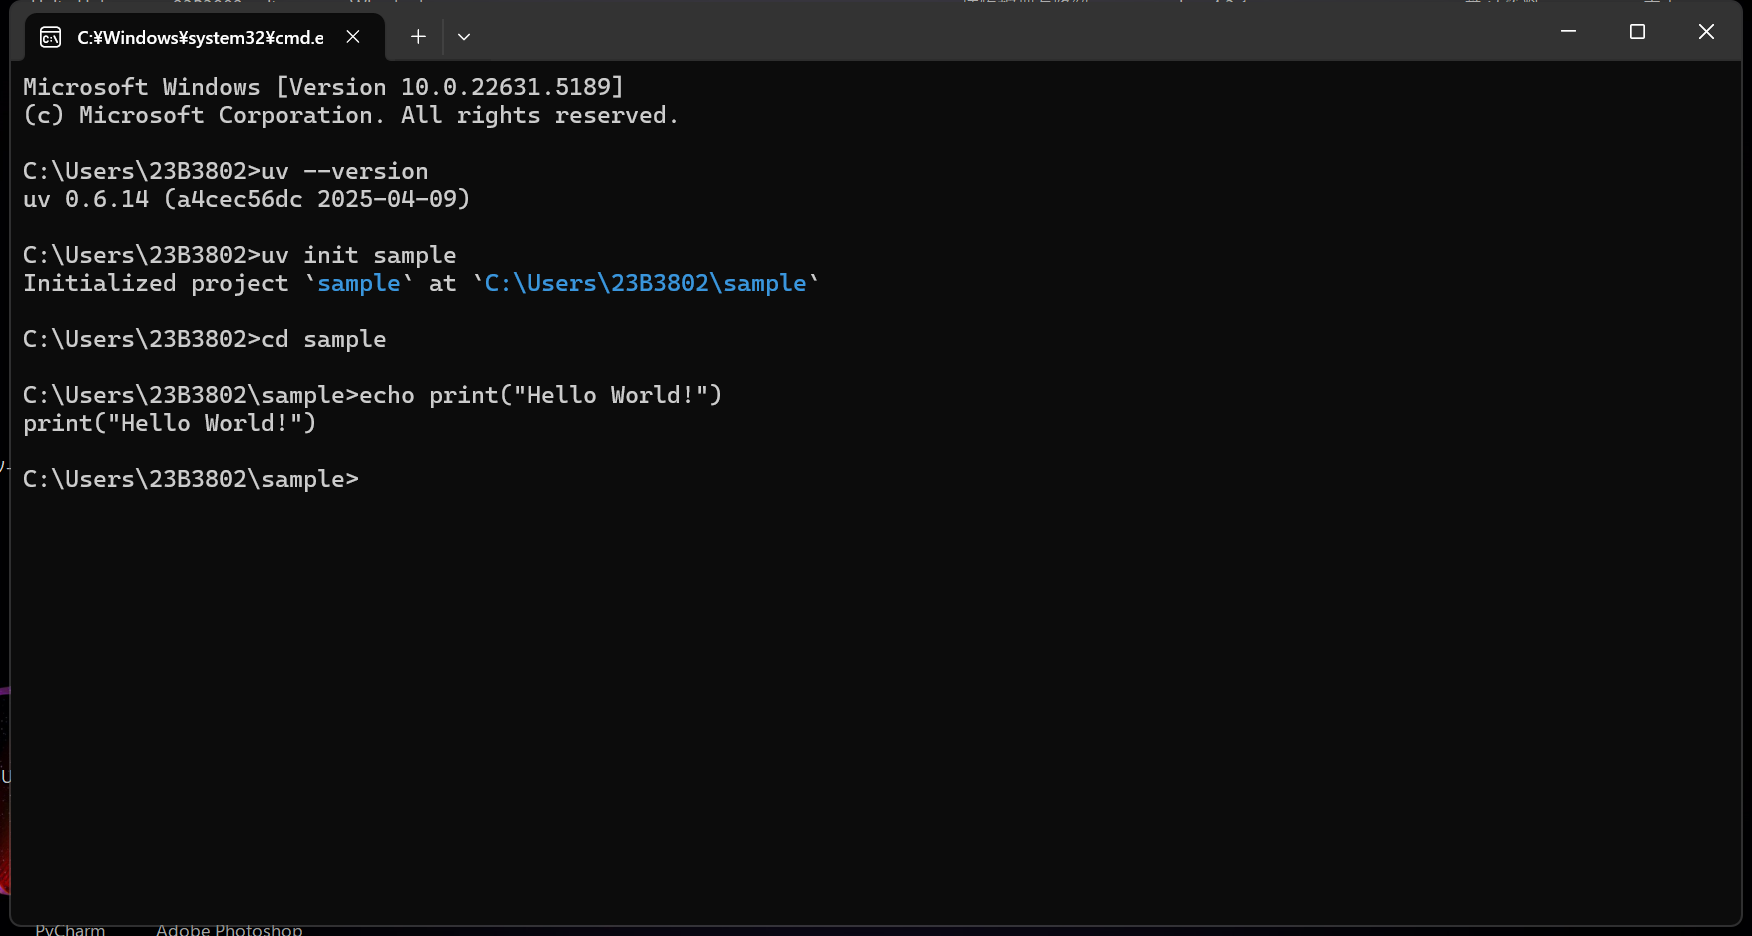 C:¥Windows¥system32¥cmd.e
Microsoft Windows [Version 10.0.22631.5189]
(c) Microsoft Corporation. All rights reserved.
C:\Users\23B3802>uv --version
uv 0.6.14 (a4cec56dc 2025-04-09)
C:\Users\23B3802>uv init sample
Initialized project `sample` at `C:\Users\23B3802\sample`
C:\Users\23B3802>cd sample
C:\Users\23B3802\sample>echo print("Hello World!")
print("Hello World!")
C:\Users\23B3802\sample>
PyCharm
Adobe Photoshop